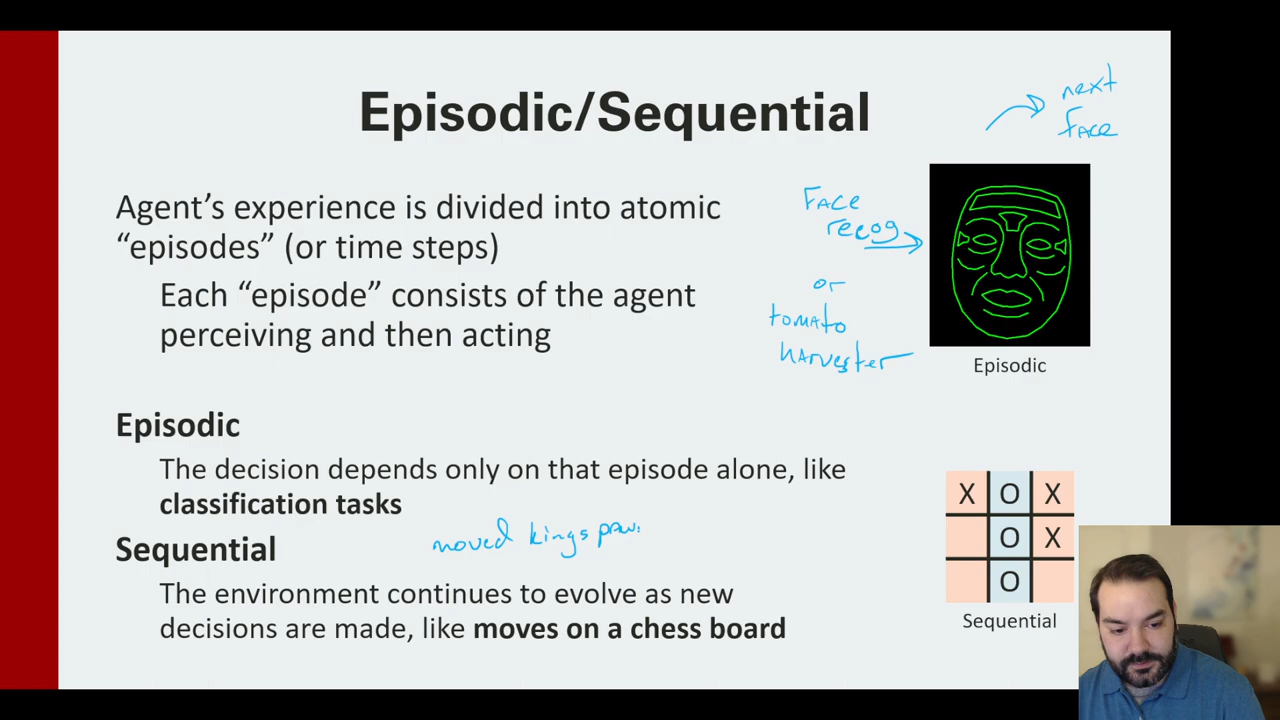 Episodic/Sequential
next
FACE
Agent's experience is divided into atomic
"episodes" (or time steps)
Each "episode" consists of the agent
perceiving and then acting
FACE
recog
or
tomato
harvester
Episodic
Episodic
The decision depends only on that episode alone, like
classification tasks
moved kings
Sequential
The environment continues to evolve as new
decisions are made, like moves on a chess board
X O X
O X
O
Sequential